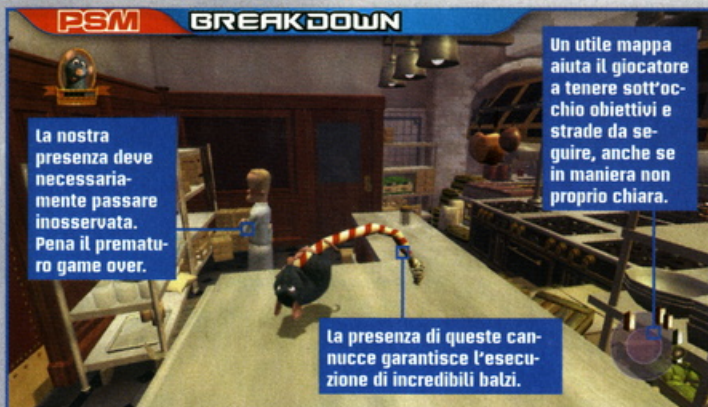 PSM BREAKDOWN
La nostra
presenza deve
necessaria-
mente passare
inosservata.
Pena il prematu-
ro game over.
Un utile mappa
aiuta il giocatore
a tenere sott'oc-
chio obiettivi e
strade da se-
guire, anche se
in maniera non
proprio chiara.
La presenza di queste can-
nucce garantisce l'esecu-
zione di incredibili balzi.